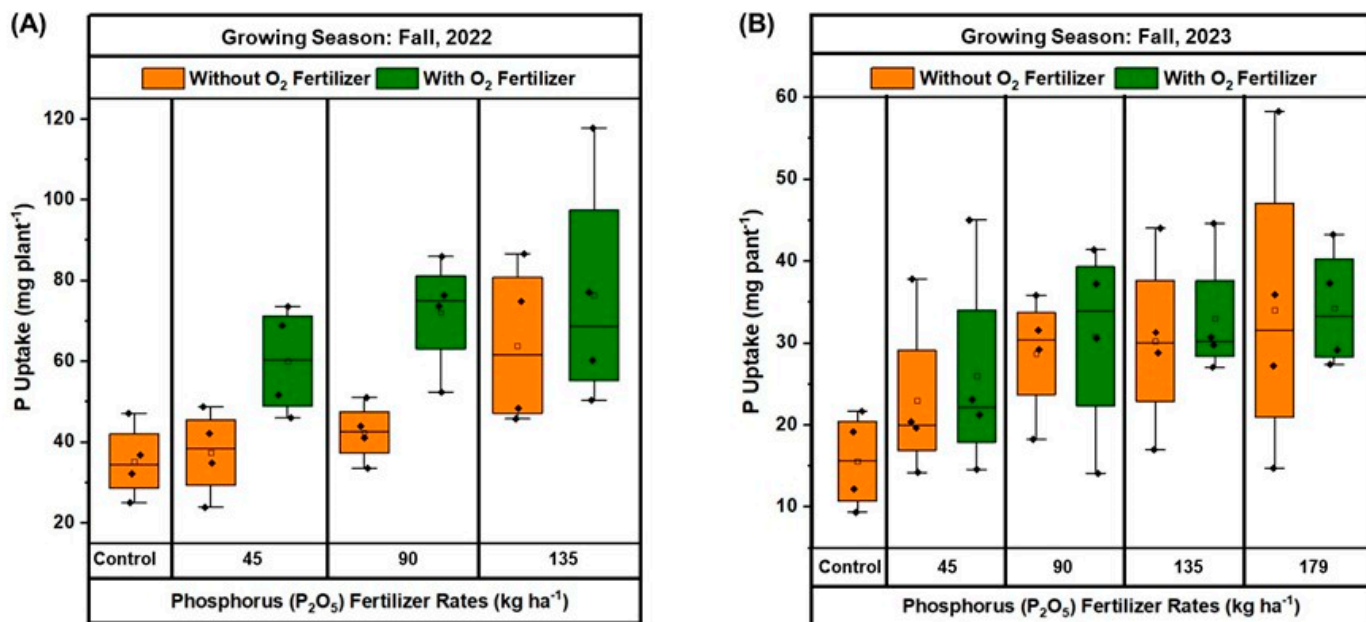 (A)
Growing Season: Fall, 2022
Without O₂ Fertilizer With O₂ Fertilizer
P Uptake (mg plant⁻¹)
120
100
80
60
40
20
Control 45 90 135
Phosphorus (P₂O₅) Fertilizer Rates (kg ha⁻¹)
(B)
Growing Season: Fall, 2023
Without O₂ Fertilizer With O₂ Fertilizer
P Uptake (mg pant⁻¹)
60
50
40
30
20
10
Control 45 90 135 179
Phosphorus (P₂O₅) Fertilizer Rates (kg ha⁻¹)